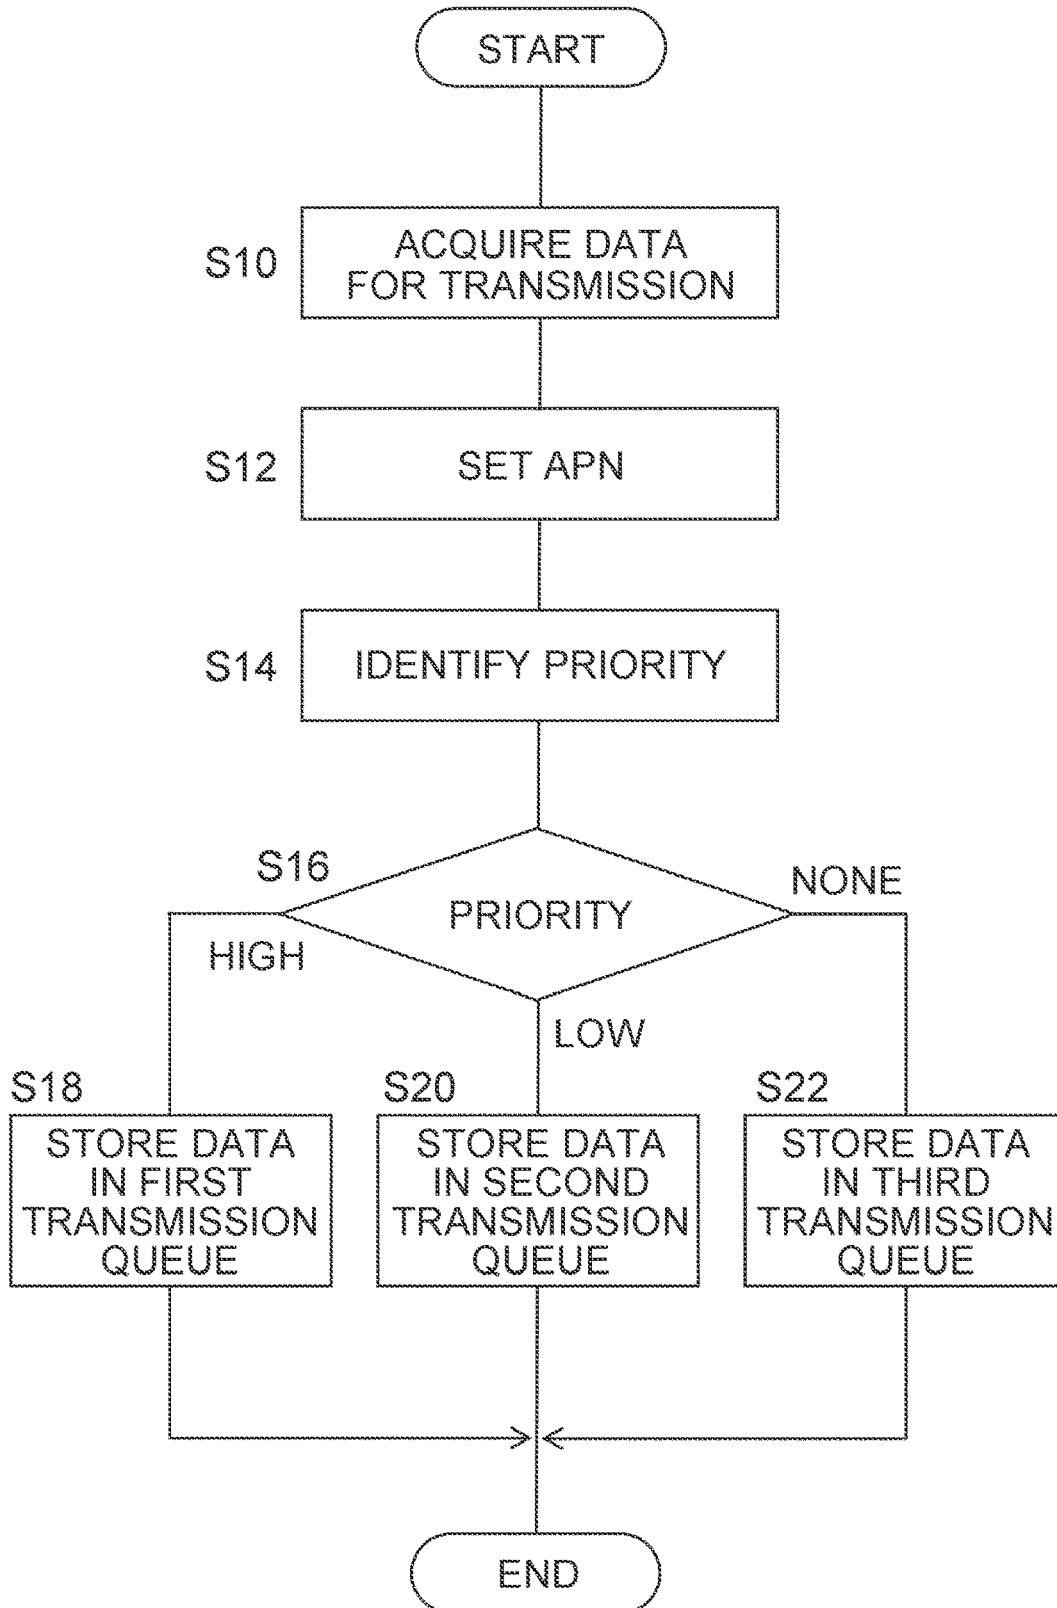 START
S10
ACQUIRE DATA
FOR TRANSMISSION
S12
SET APN
S14
IDENTIFY PRIORITY
S16
PRIORITY
NONE
HIGH
LOW
S18
STORE DATA
IN FIRST
TRANSMISSION
QUEUE
S20
STORE DATA
IN SECOND
TRANSMISSION
QUEUE
S22
STORE DATA
IN THIRD
TRANSMISSION
QUEUE
END